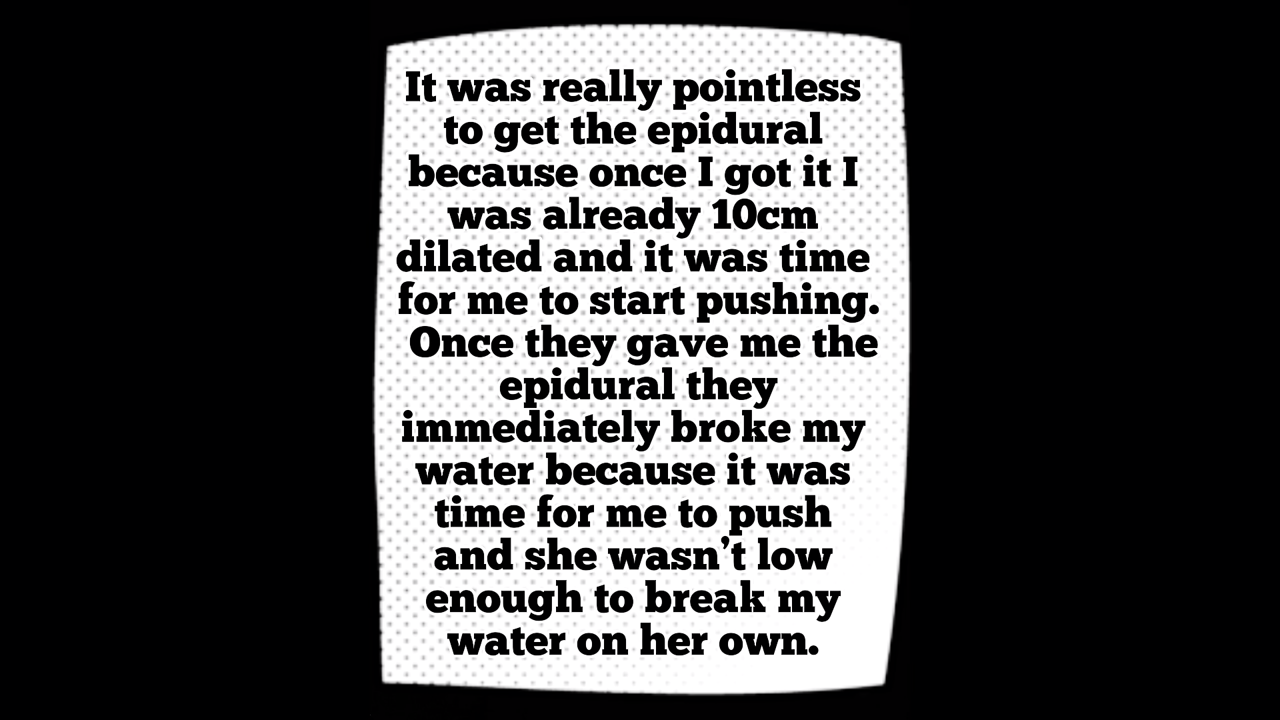 It was really pointless
to get the epidural
because once I got it I
was already 10cm
dilated and it was time
for me to start pushing.
Once they gave me the
epidural they
immediately broke my
water because it was
time for me to push
and she wasn't low
enough to break my
water on her own.